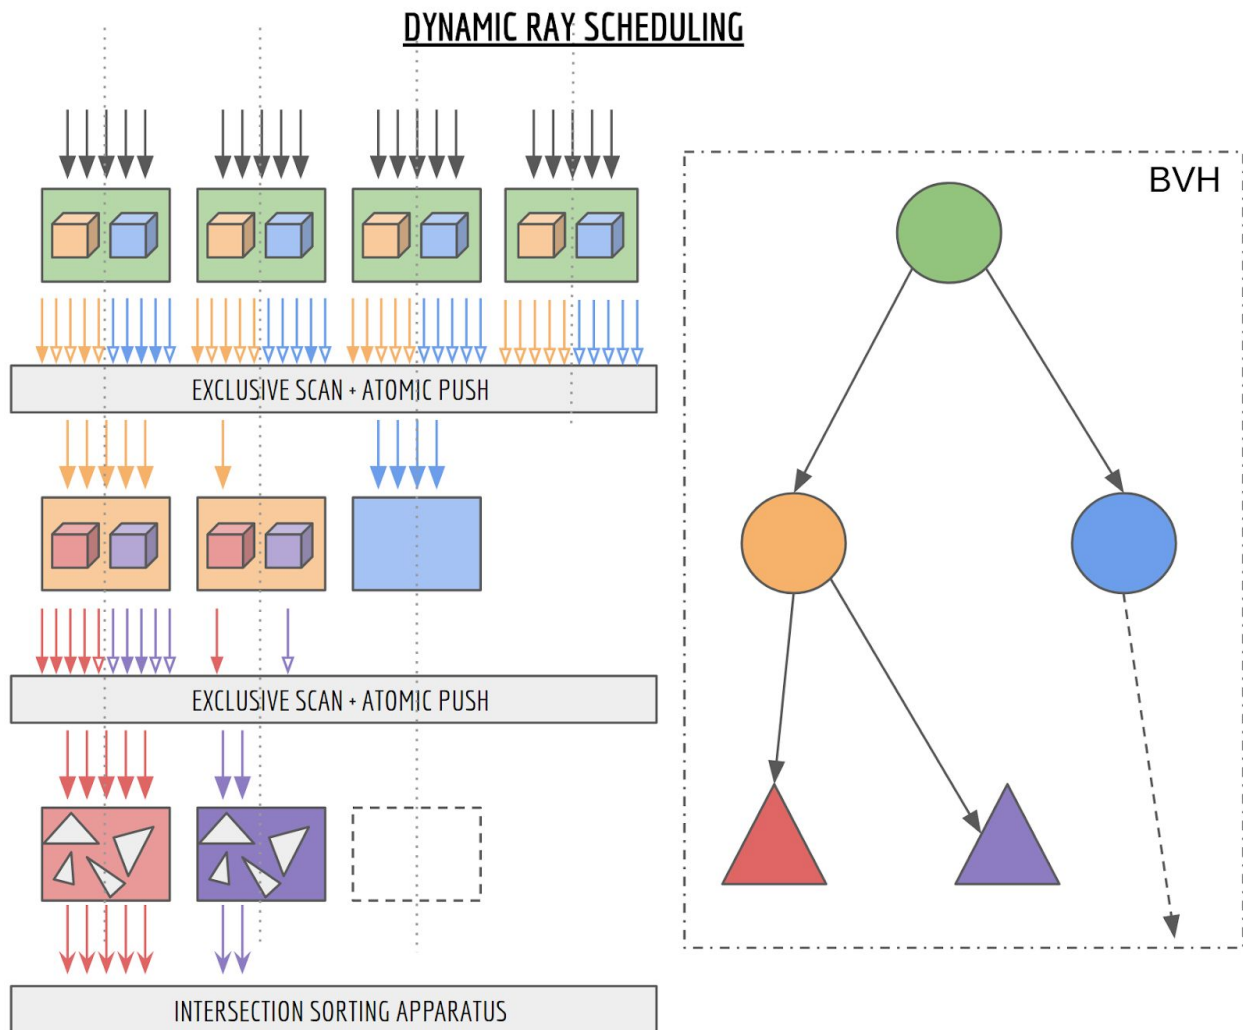 DYNAMIC RAY SCHEDULING
BVH
EXCLUSIVE SCAN + ATOMIC PUSH
EXCLUSIVE SCAN + ATOMIC PUSH
INTERSECTION SORTING APPARATUS